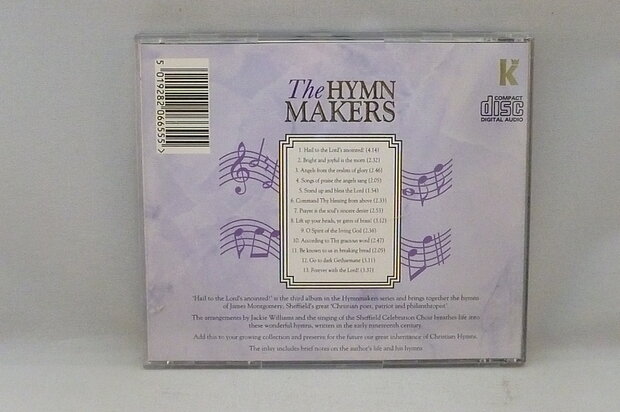 5 019282 066555 >
K
The HYMN
MAKERS
COMPACT
disc
DIGITAL AUDIO
1. Hail to the Lord's anointed! (4.14)
2. Bright and joyful is the morn (2.32)
3. Angels from the realms of glory (2.46)
4. Songs of praise the angels sang (2.05)
5. Stand up and bless the Lord (1.54)
6. Command Thy blessing from above (2.33)
7. Prayer is the soul's sincere desire (2.53)
8. Lift up your heads, ye gates of brass! (3.12)
9. O Spirit of the living God (2.36)
10. According to Thy gracious word (2.47)
11. Be known to us in breaking bread (2.05)
12. Go to dark Gethsemane (3.11)
13. Forever with the Lord! (3.37)
'Hail to the Lord's anointed!' is the third album in the Hymnmakers series and brings together the hymns
of James Montgomery, Sheffield's great 'Christian poet, patriot and philanthropist'.
The arrangements by Jackie Williams and the singing of the Sheffield Celebration Choir breathes life into
these wonderful hymns, written in the early nineteenth century.
Add this to your growing collection and preserve for the future our great inheritance of Christian Hymns.
The inlay includes brief notes on the author's life and his hymns